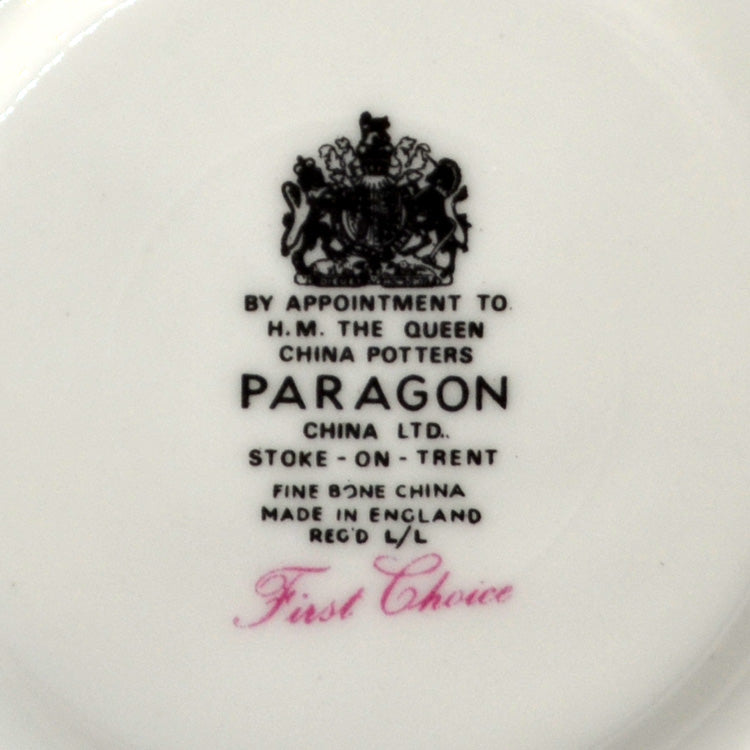 BY APPOINTMENT TO
H.M. THE QUEEN
CHINA POTTERS
PARAGON
CHINA LTD.
STOKE-ON-TRENT
FINE BONE CHINA
MADE IN ENGLAND
REG'D L/L
First Choice